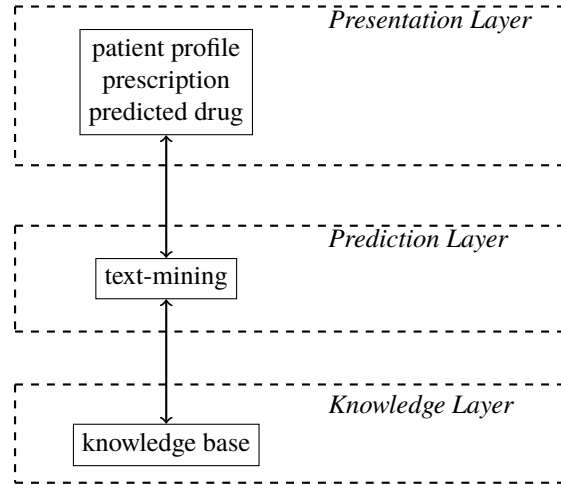 Presentation Layer
patient profile
prescription
predicted drug
Prediction Layer
text-mining
Knowledge Layer
knowledge base